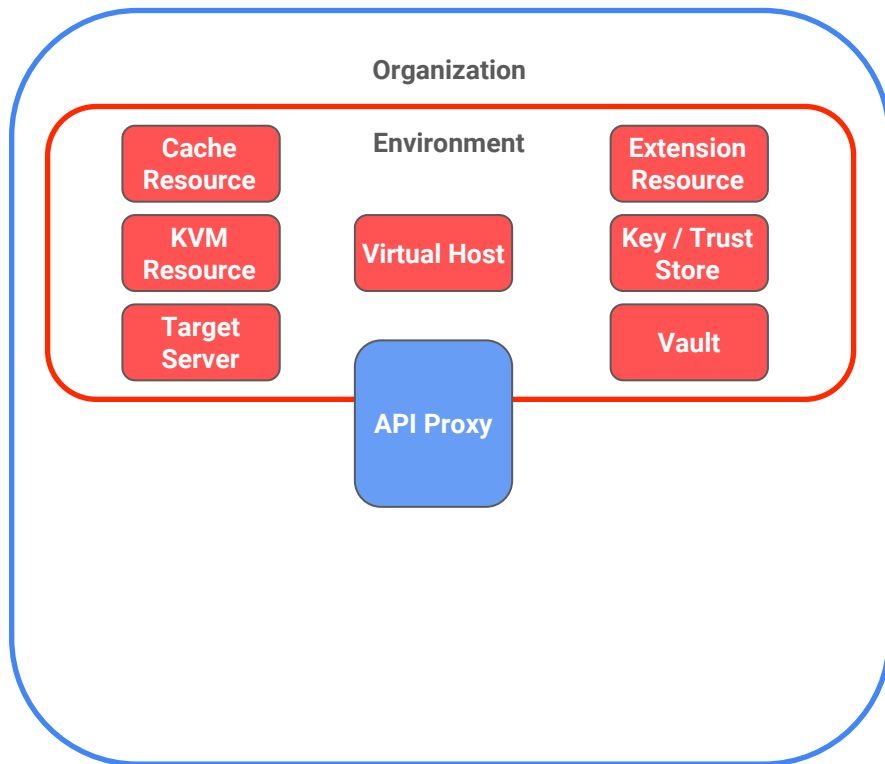 Organization
Environment
Cache
Resource
Extension
Resource
KVM
Resource
Virtual Host
Key / Trust
Store
Target
Server
Vault
API Proxy